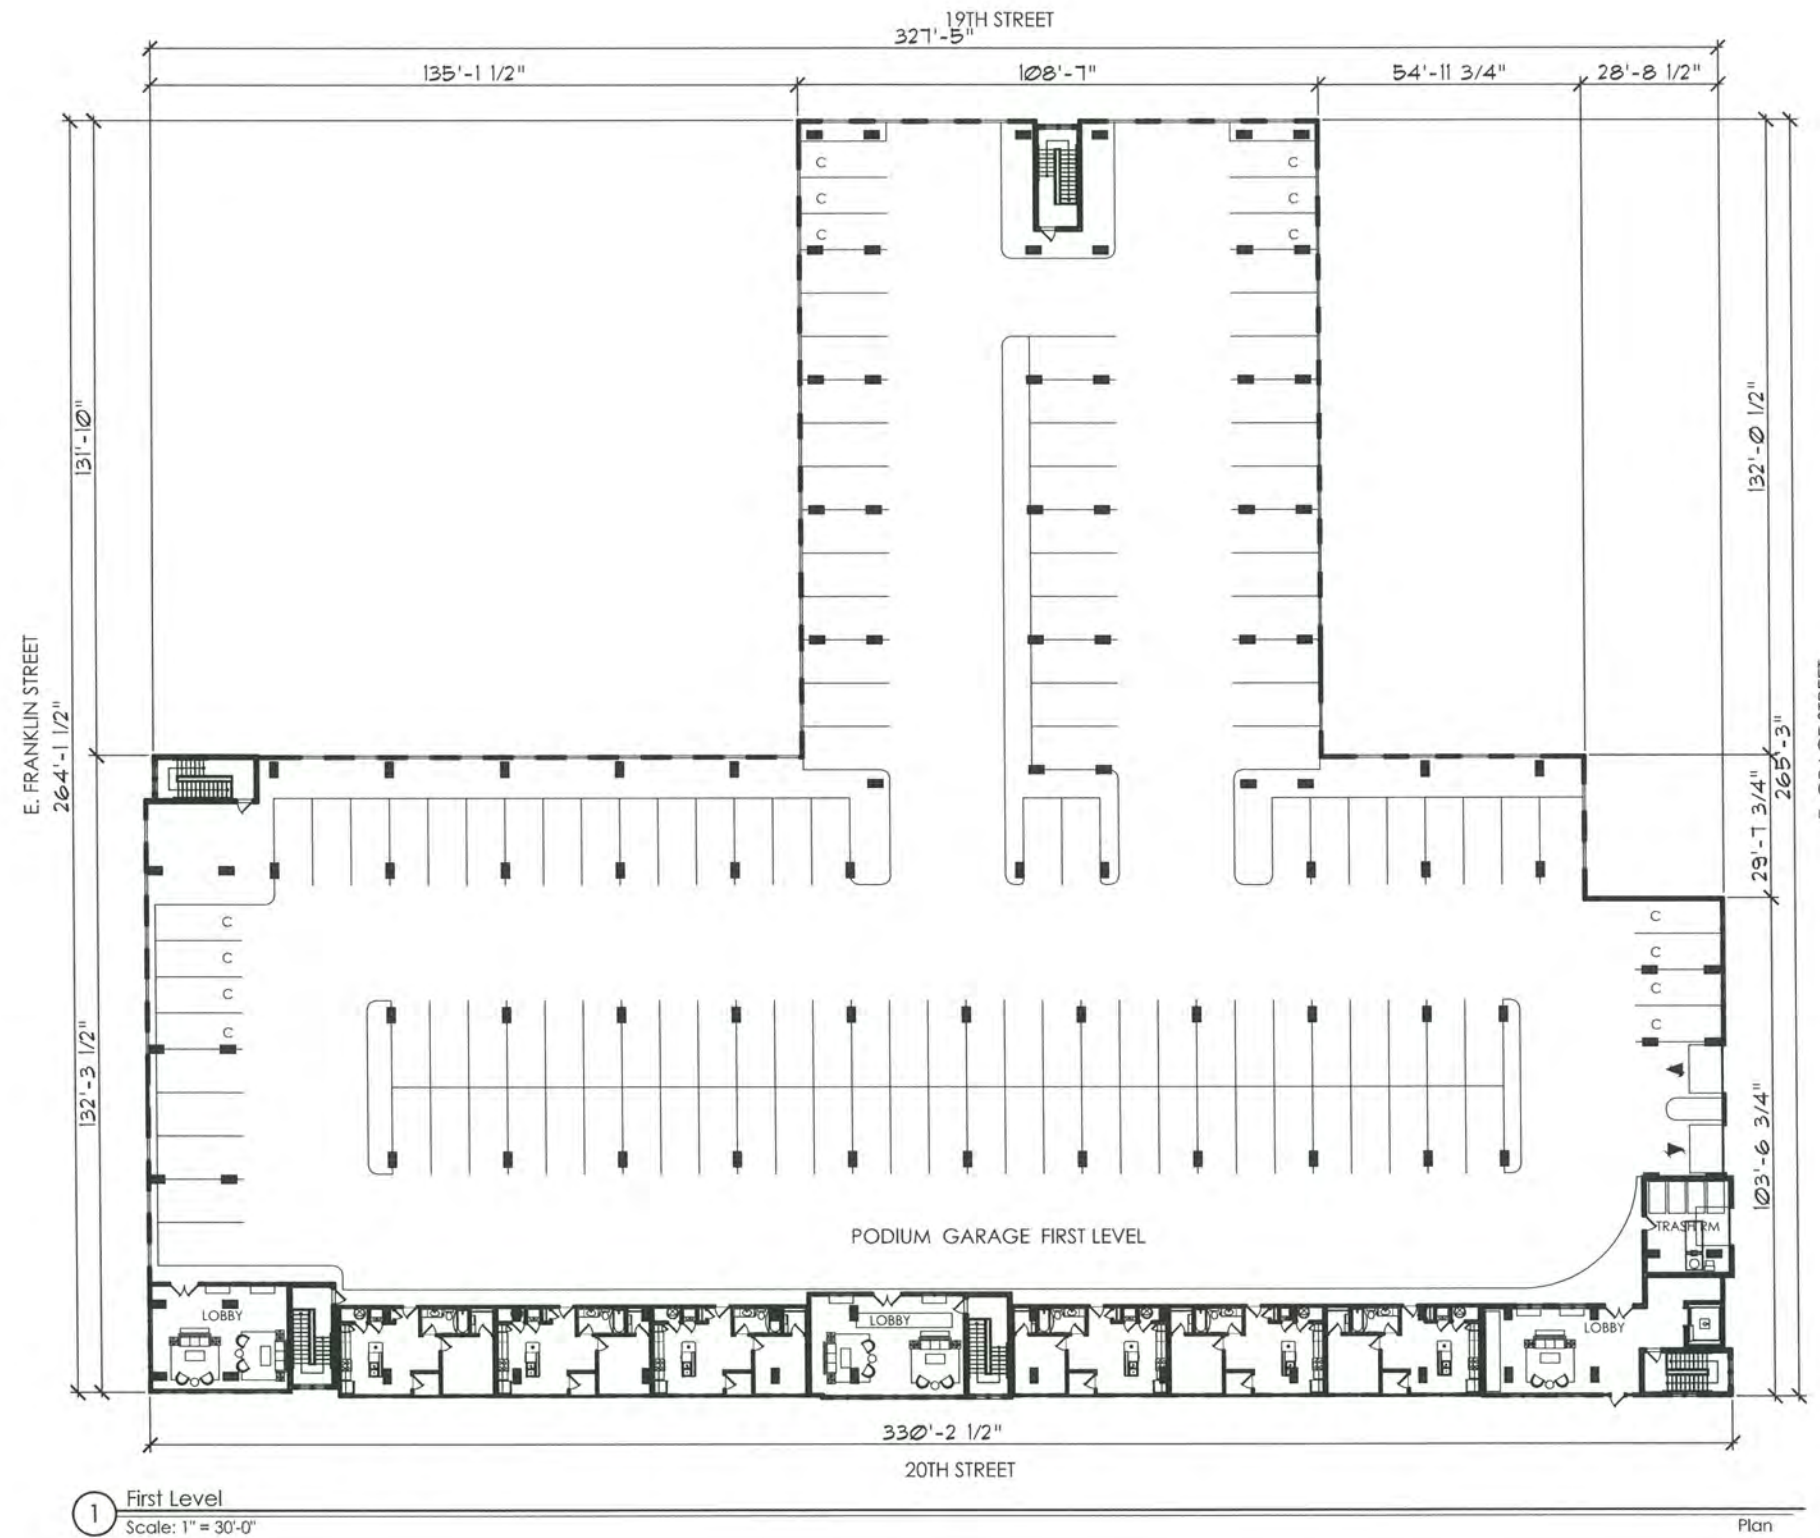 19TH STREET
327'-5"
135'-1 1/2"
108'-7"
54'-11 3/4"
28'-8 1/2"
C
C
C
C
C
C
131'-10"
132'-0 1/2"
E. FRANKLIN STREET
264'-1 1/2"
265'-3"
29'-7 3/4"
C
C
C
C
C
C
C
C
132'-3 1/2"
103'-6 3/4"
PODIUM GARAGE FIRST LEVEL
TRASH RM
LOBBY
LOBBY
LOBBY
330'-2 1/2"
20TH STREET
1
First Level
Scale: 1" = 30'-0"
Plan